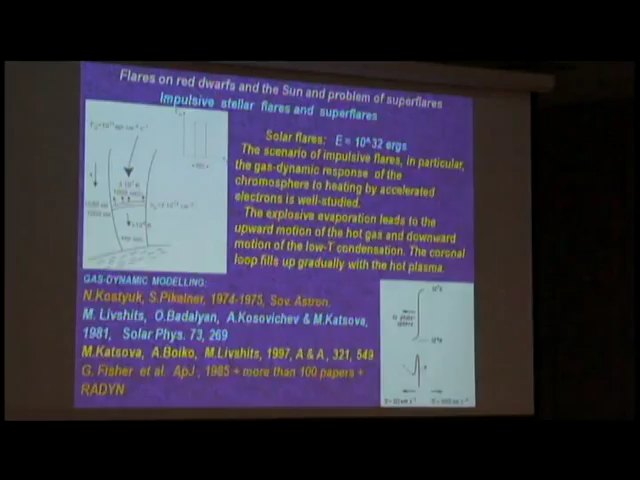 Flares on red dwarfs and the Sun and problem of superflares
Impulsive stellar flares and superflares
Solar flares: E = 10^32 ergs
The scenario of impulsive flares, in particular,
the gas-dynamic response of the
chromosphere to heating by accelerated
electrons is well-studied.
The explosive evaporation leads to the
upward motion of the hot gas and downward
motion of the low-T condensation. The coronal
loop fills up gradually with the hot plasma.
GAS-DYNAMIC MODELLING:
N.Kostyuk, S.Pikelner, 1974-1975, Sov. Astron.
M. Livshits, O.Badalyan, A.Kosovichev & M.Katsova,
1981, Solar Phys. 73, 269
M.Katsova, A.Boiko, M.Livshits, 1997, A & A, 321, 549
G. Fisher et al. ApJ, 1985 + more than 100 papers +
RADYN